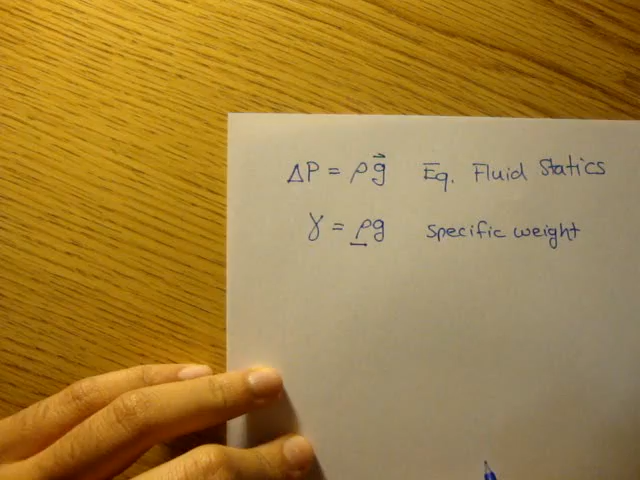 ΔP = ρg⃗ Eq. Fluid Statics
γ = ρg specific weight